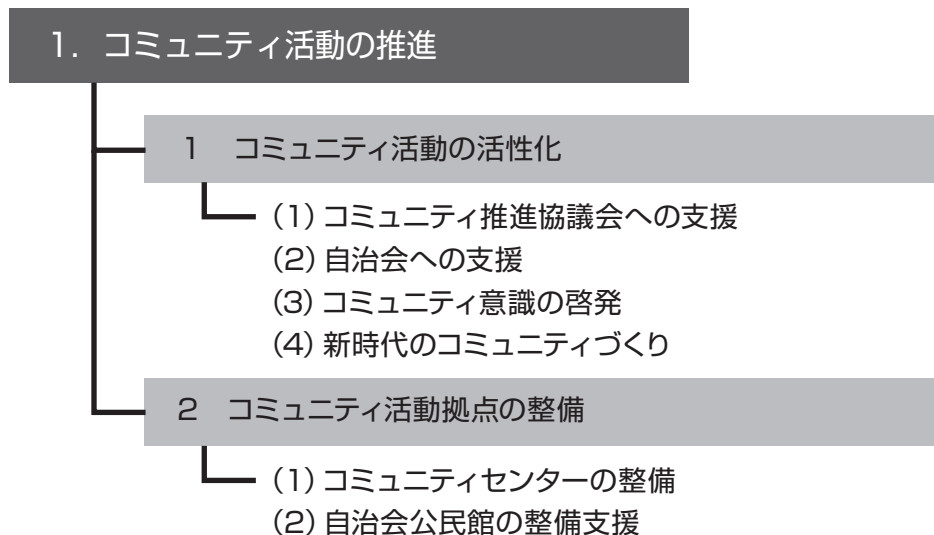 1．コミュニティ活動の推進
1　コミュニティ活動の活性化
（1）コミュニティ推進協議会への支援
（2）自治会への支援
（3）コミュニティ意識の啓発
（4）新時代のコミュニティづくり
2　コミュニティ活動拠点の整備
（1）コミュニティセンターの整備
（2）自治会公民館の整備支援